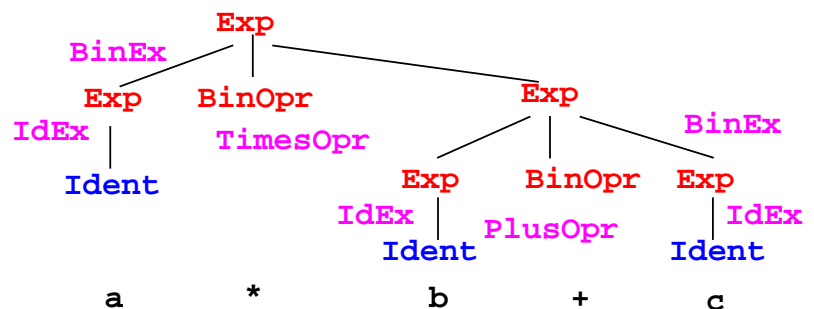 Exp
BinEx
Exp BinOpr Exp
IdEx TimesOpr BinEx
Ident Exp BinOpr Exp
IdEx PlusOpr IdEx
Ident Ident
a * b + c